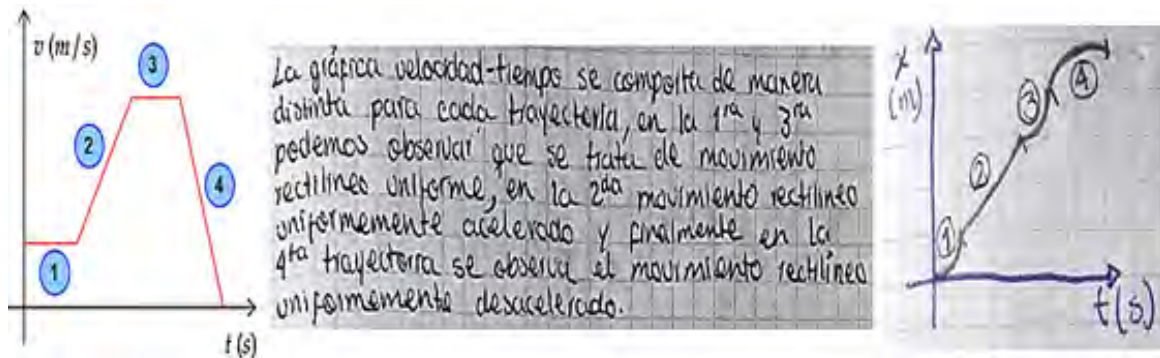 v (m/s)
1
2
3
4
t (s)
La gráfica velocidad-tiempo se comporta de manera
distinta para cada trayectoria, en la 1ra y 3ra
podemos observar que se trata de movimiento
rectilíneo uniforme, en la 2da movimiento rectilíneo
uniformemente acelerado y finalmente en la
4ta trayectoria se observa el movimiento rectilíneo
uniformemente desacelerado.
x
(m)
1
2
3
4
t(s)